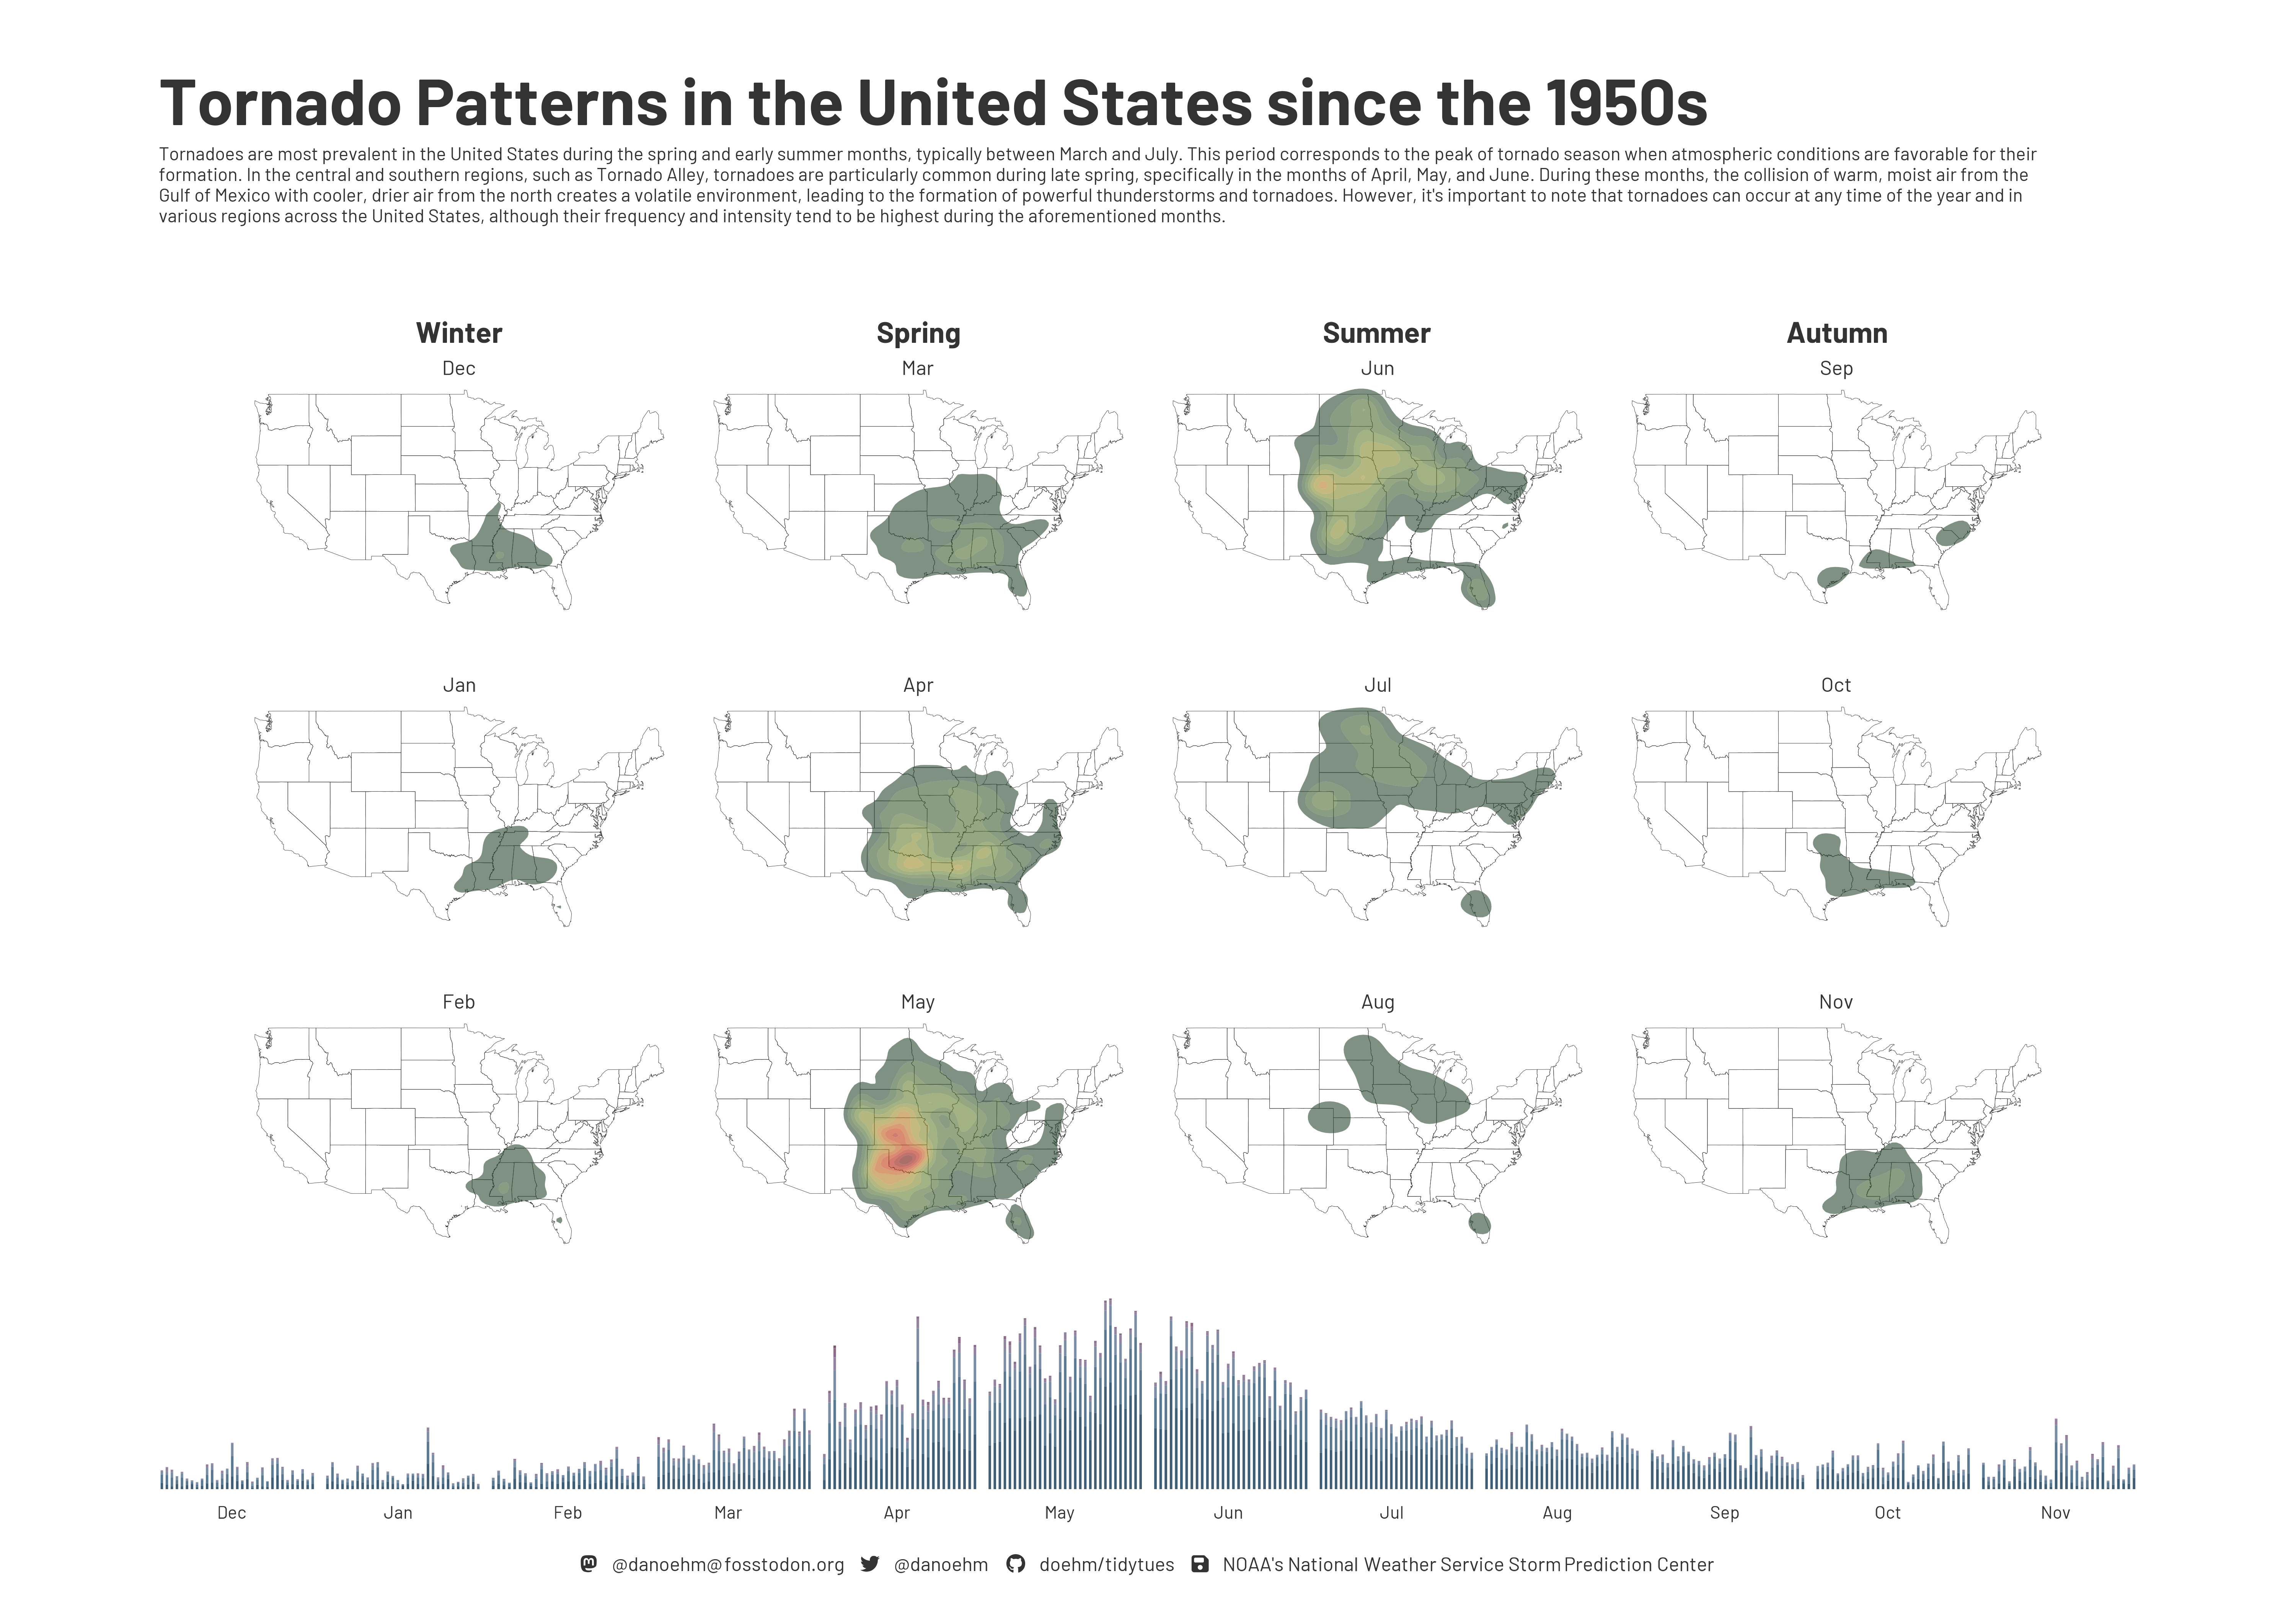 Tornado Patterns in the United States since the 1950s
Tornadoes are most prevalent in the United States during the spring and early summer months, typically between March and July. This period corresponds to the peak of tornado season when atmospheric conditions are favorable for their
formation. In the central and southern regions, such as Tornado Alley, tornadoes are particularly common during late spring, specifically in the months of April, May, and June. During these months, the collision of warm, moist air from the
Gulf of Mexico with cooler, drier air from the north creates a volatile environment, leading to the formation of powerful thunderstorms and tornadoes. However, it's important to note that tornadoes can occur at any time of the year and in
various regions across the United States, although their frequency and intensity tend to be highest during the aforementioned months.
Winter Spring Summer Autumn
Dec Mar Jun Sep
Jan Apr Jul Oct
Feb May Aug Nov
Dec Jan Feb Mar Apr May Jun Jul Aug Sep Oct Nov
@danoehm@fosstodon.org @danoehm doehm/tidytues NOAA's National Weather Service Storm Prediction Center